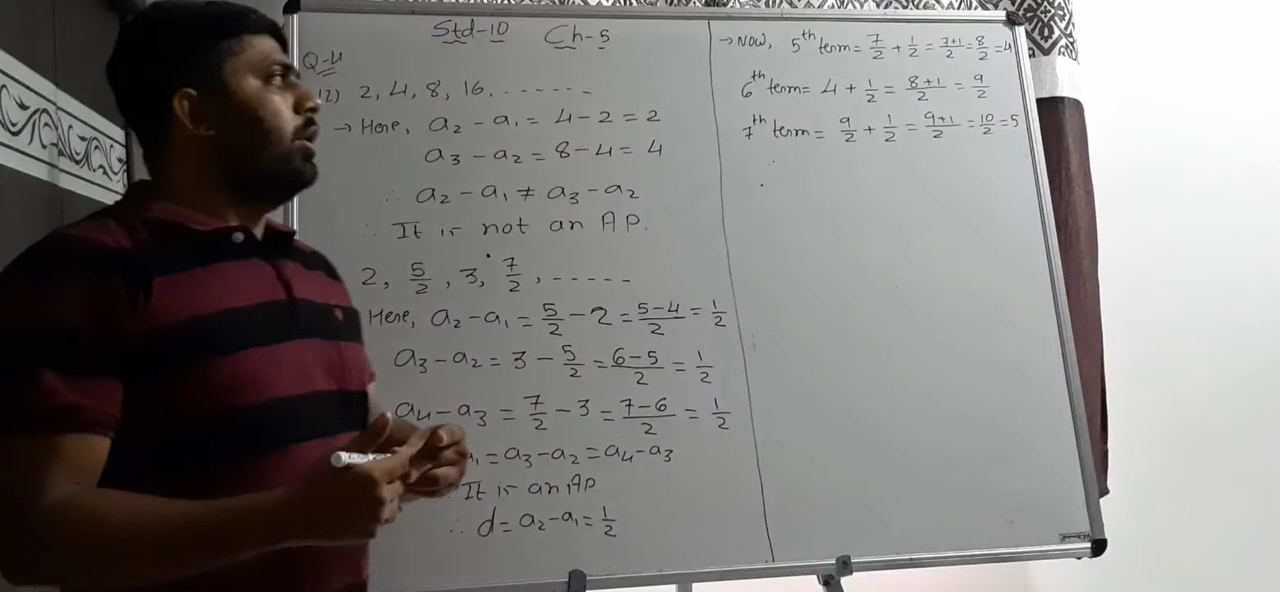 Std-10 Ch-5
Q-4
i) 2, 4, 8, 16, .......
→ Here, a₂ - a₁ = 4 - 2 = 2
a₃ - a₂ = 8 - 4 = 4
∴ a₂ - a₁ ≠ a₃ - a₂
∴ It is not an AP.
2, 5/2, 3, 7/2, -----
Here, a₂ - a₁ = 5/2 - 2 = (5-4)/2 = 1/2
a₃ - a₂ = 3 - 5/2 = (6-5)/2 = 1/2
a₄ - a₃ = 7/2 - 3 = (7-6)/2 = 1/2
a₁ = a₃ - a₂ = a₄ - a₃
It is an AP.
∴ d = a₂ - a₁ = 1/2
→ Now, 5th term = 7/2 + 1/2 = (7+1)/2 = 8/2 = 4
6th term = 4 + 1/2 = (8+1)/2 = 9/2
7th term = 9/2 + 1/2 = (9+1)/2 = 10/2 = 5